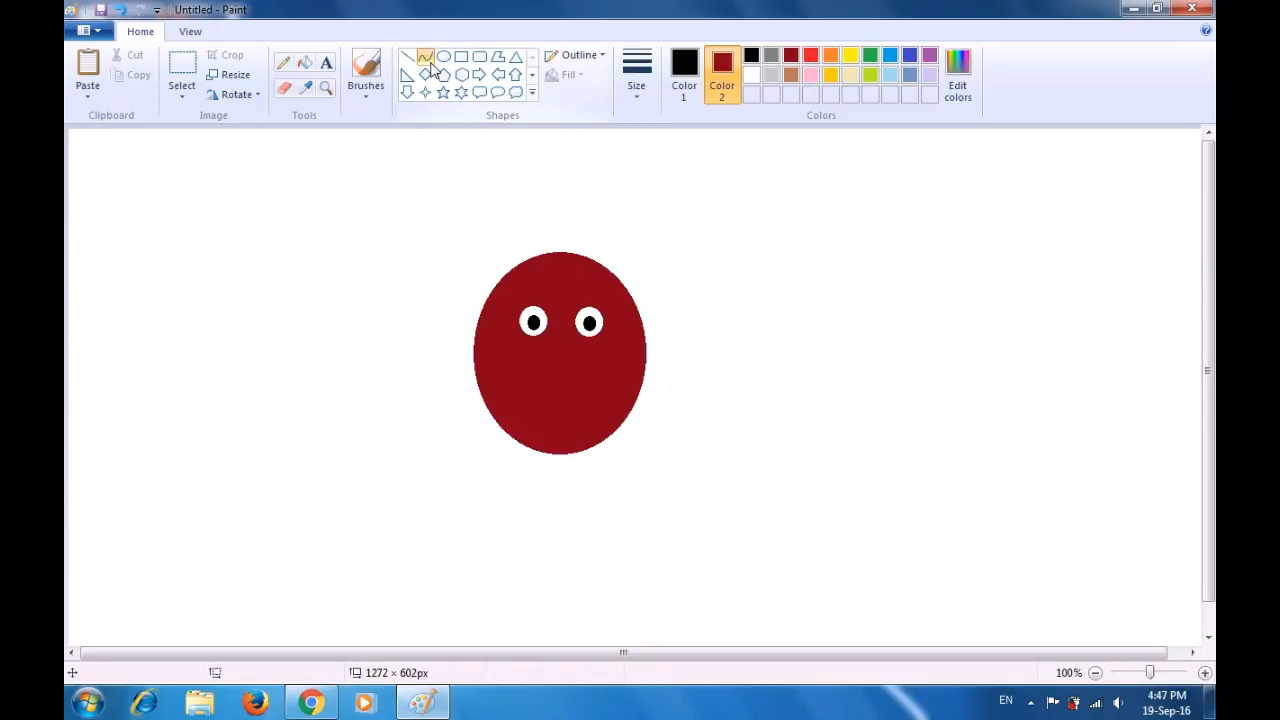 Untitled - Paint
Home View
Paste
Cut
Copy
Clipboard
Select
Crop
Resize
Rotate
Image
A
Tools
Brushes
Shapes
Outline
Fill
Size
Color 1
Color 2
Colors
Edit colors
1272 × 602px
100%
EN
4:47 PM
19-Sep-16